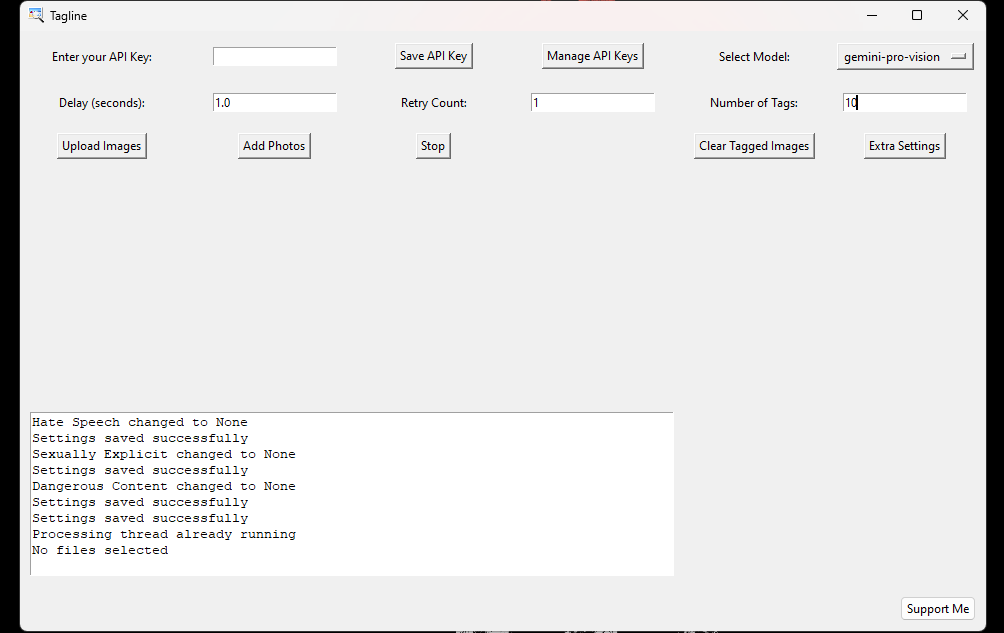 Tagline
Enter your API Key: Save API Key Manage API Keys Select Model: gemini-pro-vision
Delay (seconds): 1.0 Retry Count: 1 Number of Tags: 10
Upload Images Add Photos Stop Clear Tagged Images Extra Settings
Hate Speech changed to None
Settings saved successfully
Sexually Explicit changed to None
Settings saved successfully
Dangerous Content changed to None
Settings saved successfully
Settings saved successfully
Processing thread already running
No files selected
Support Me